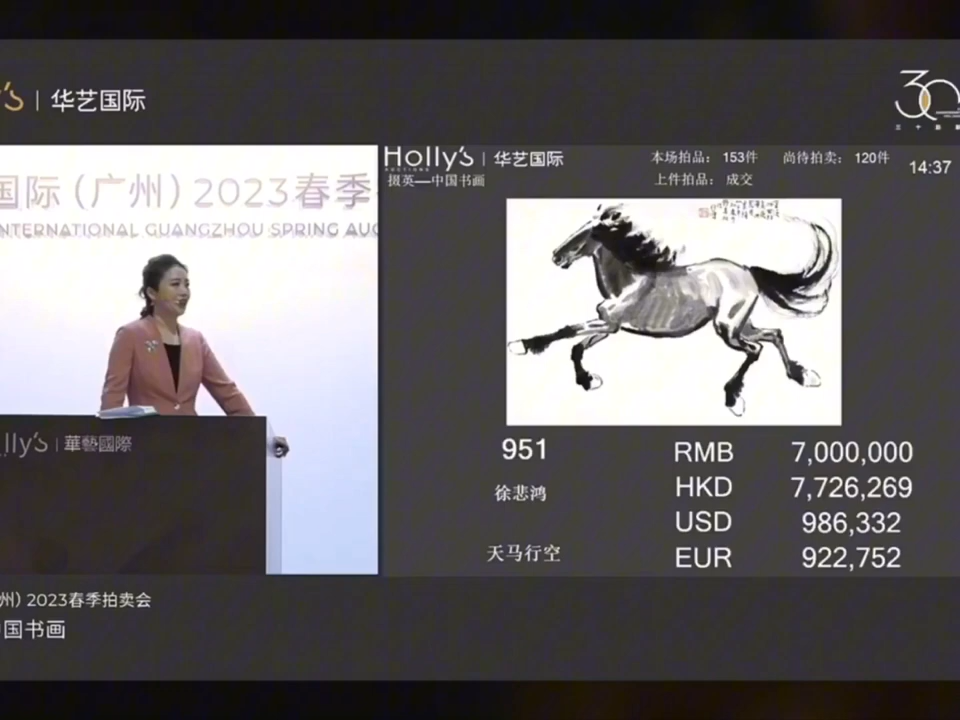 's | 华艺国际
30
国际（广州）2023春季
INTERNATIONAL GUANGZHOU SPRING AUC
lly's | 華藝國際
Holly's | 华艺国际
AUCTIONS
撷英—中国书画
本场拍品： 153件 尚待拍卖： 120件
上件拍品： 成交
14:37
951
徐悲鸿
天马行空
RMB 7,000,000
HKD 7,726,269
USD 986,332
EUR 922,752
州）2023春季拍卖会
国书画